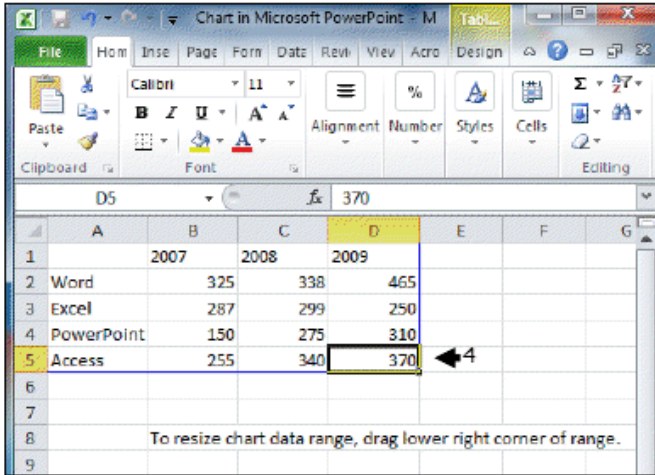 Chart in Microsoft PowerPoint - M Tabl...
File Hom Inse Page Form Data Revi View Acro Design
Calibri 11
Paste B I U A A Alignment Number Styles Cells
Clipboard Font Editing
D5 fx 370
A B C D E F G
1 2007 2008 2009
2 Word 325 338 465
3 Excel 287 299 250
4 PowerPoint 150 275 310
5 Access 255 340 370 4
6
7
8 To resize chart data range, drag lower right corner of range.
9